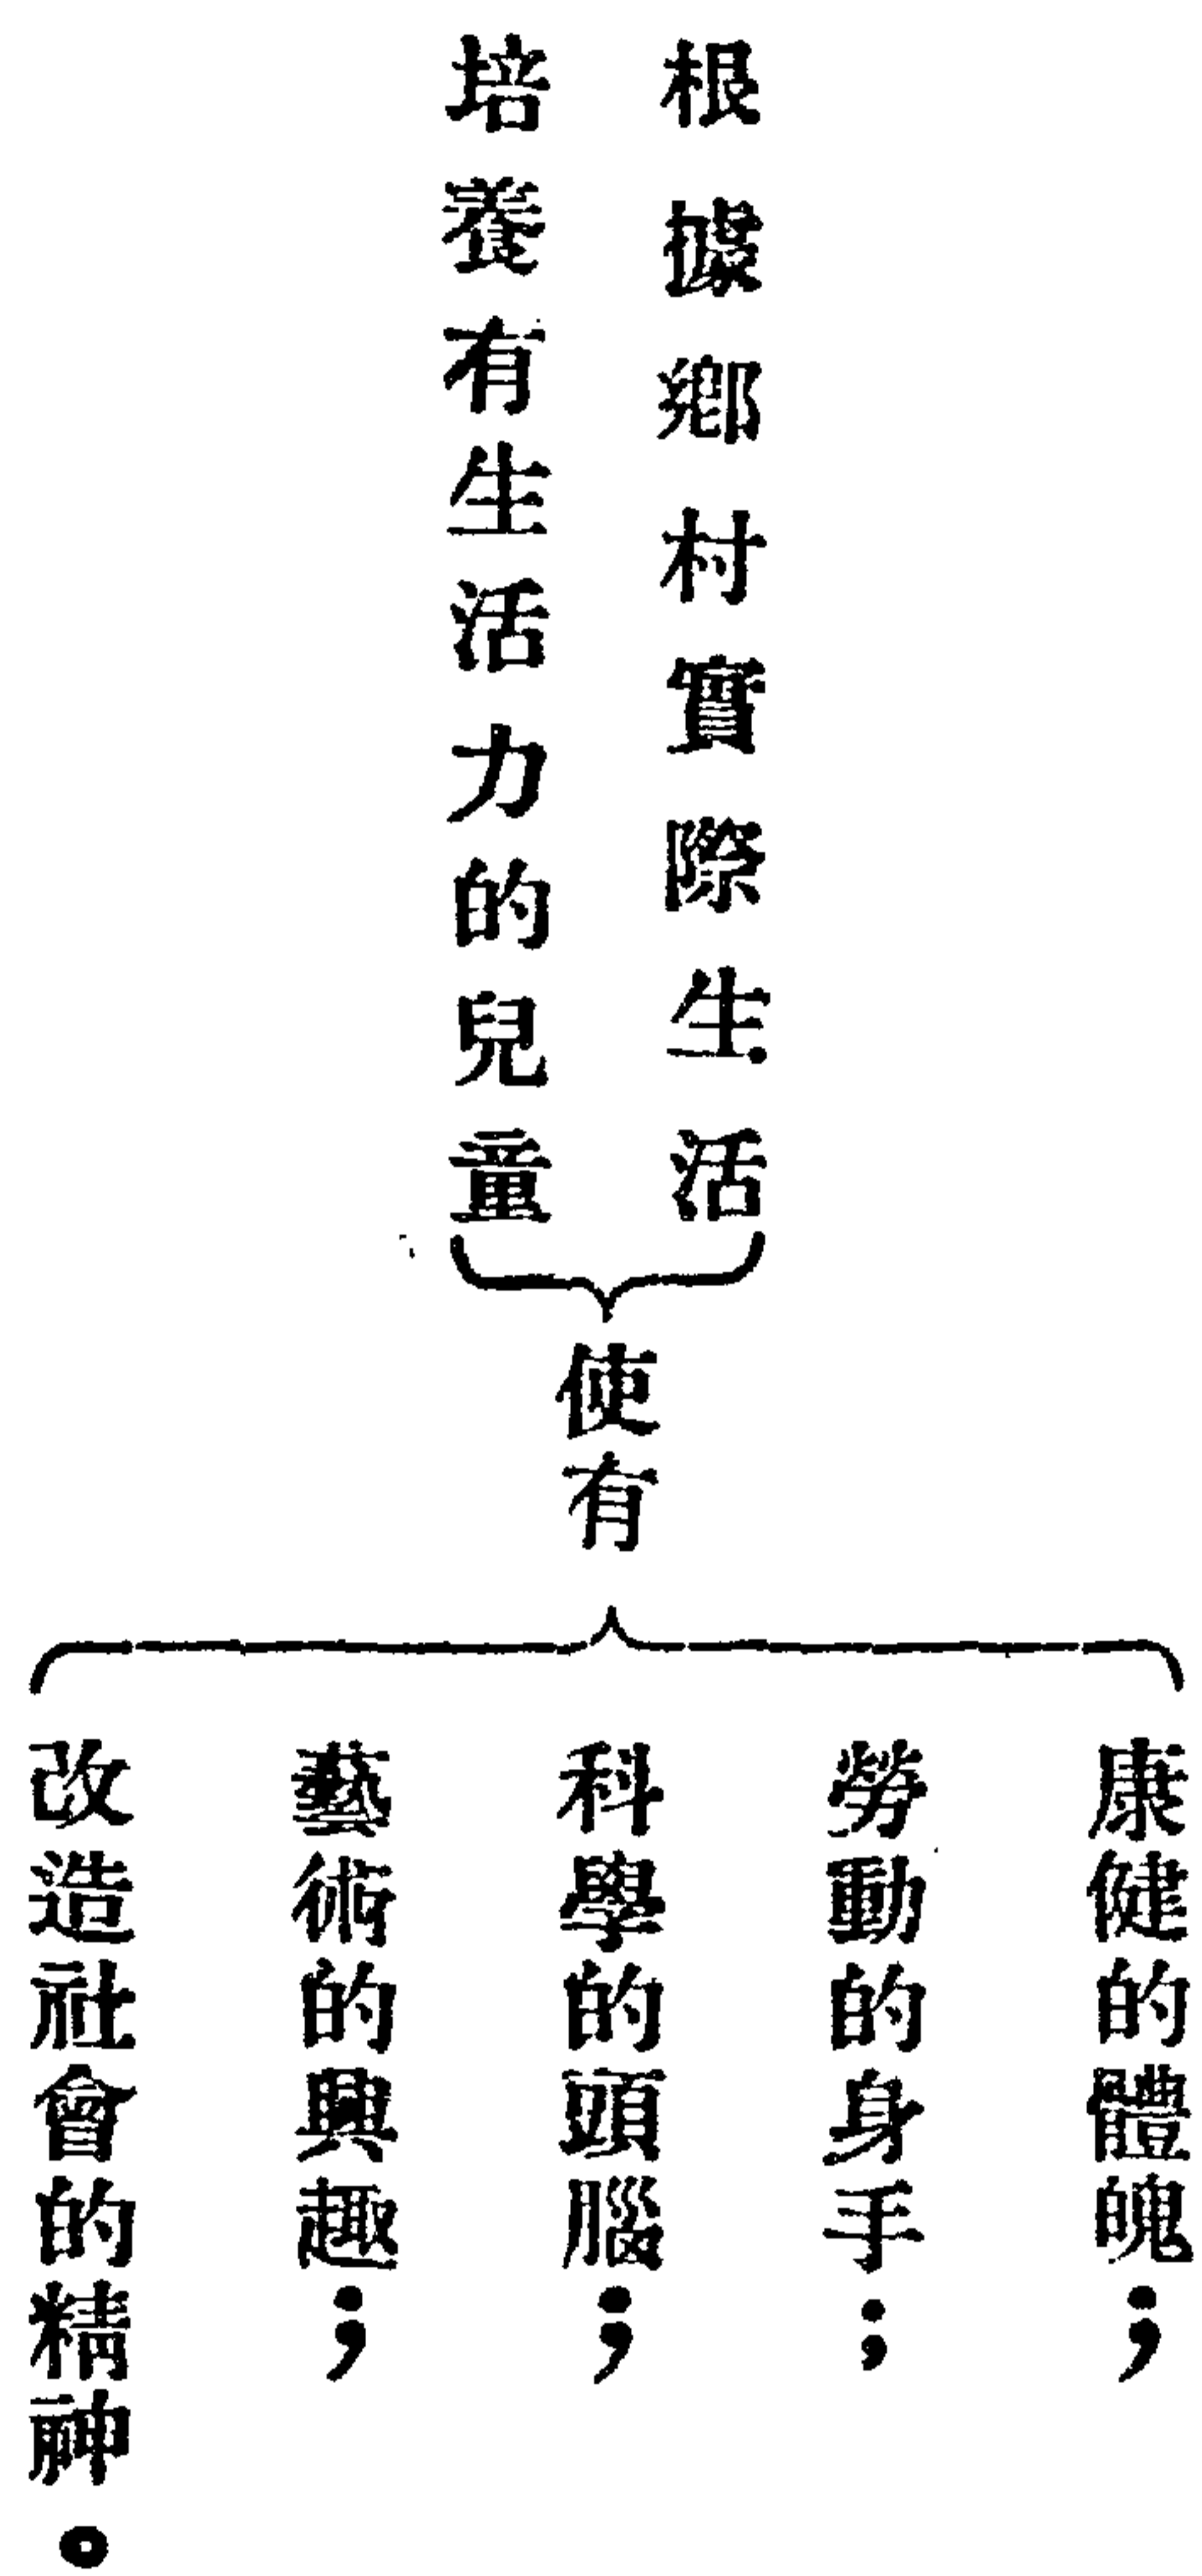 根據鄉村實際生活
培養有生活力的兒童
使有
康健的體魄；
勞動的身手；
科學的頭腦；
藝術的興趣；
改造社會的精神。